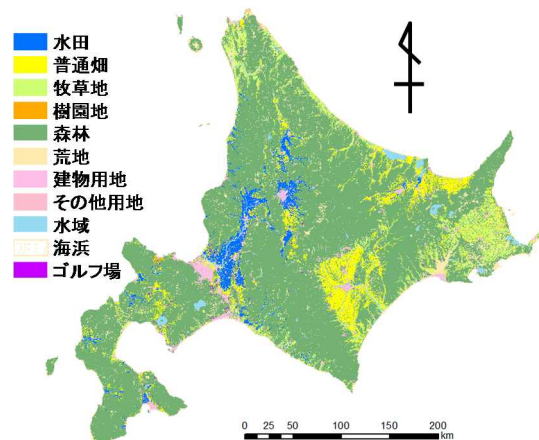 水田
普通畑
牧草地
樹園地
森林
荒地
建物用地
その他用地
水域
海浜
ゴルフ場
0 25 50 100 150 200
km